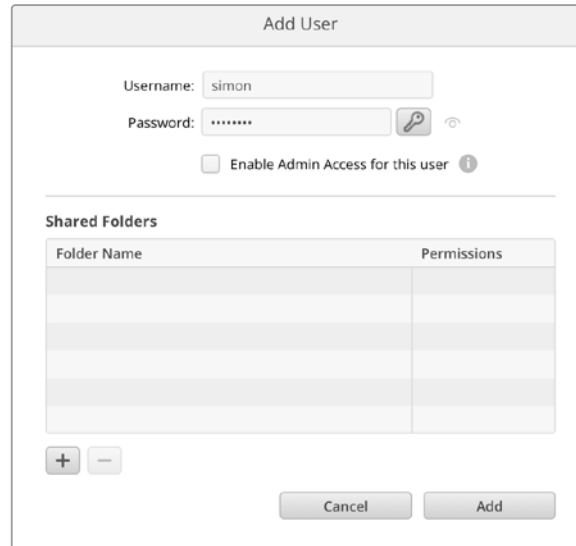 Add User
Username: simon
Password: ••••••••
Enable Admin Access for this user
Shared Folders
Folder Name Permissions
Cancel Add